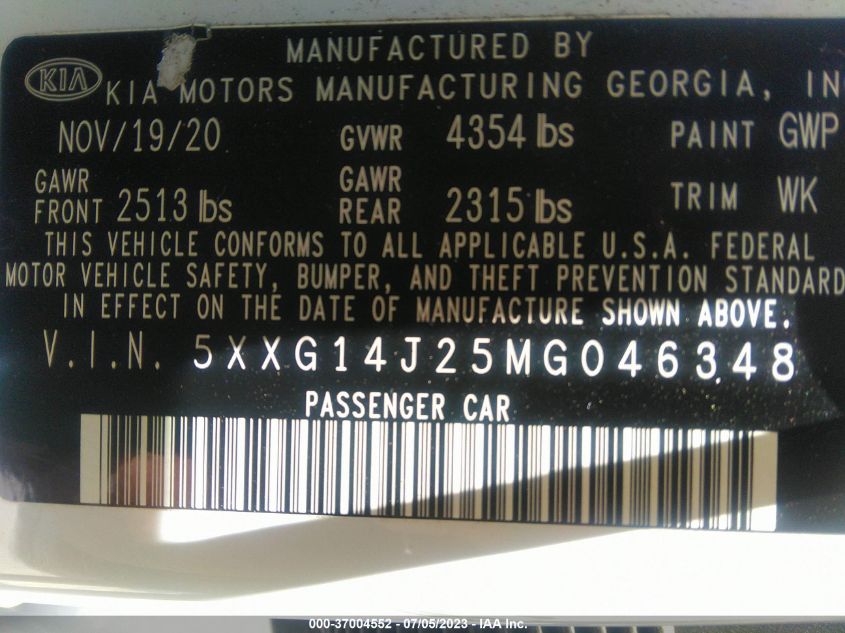 MANUFACTURED BY
KIA KIA MOTORS MANUFACTURING GEORGIA, INC
NOV/19/20 GVWR 4354 lbs PAINT GWP
GAWR FRONT 2513 lbs GAWR REAR 2315 lbs TRIM WK
THIS VEHICLE CONFORMS TO ALL APPLICABLE U.S.A. FEDERAL
MOTOR VEHICLE SAFETY, BUMPER, AND THEFT PREVENTION STANDARD
IN EFFECT ON THE DATE OF MANUFACTURE SHOWN ABOVE.
V.I.N. 5XXG14J25MG046348
PASSENGER CAR
000-37004552 - 07/05/2023 - IAA Inc.